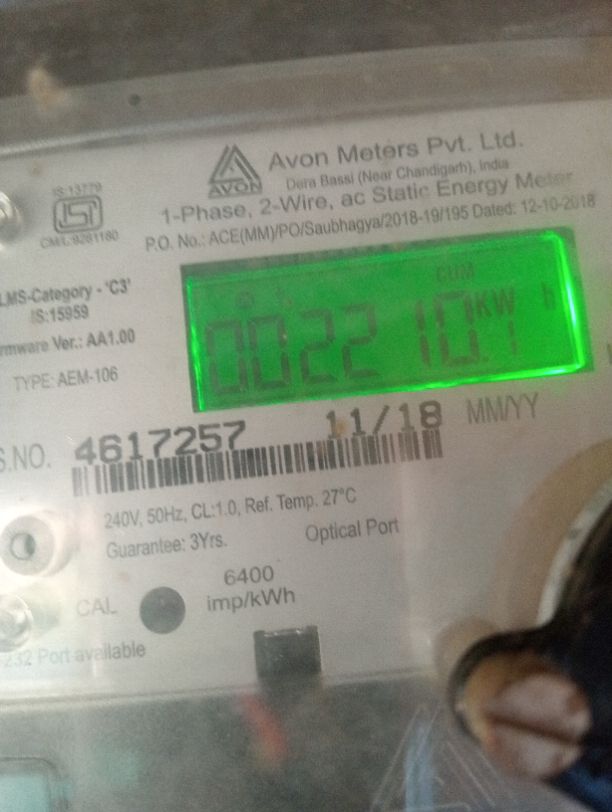 Avon Meters Pvt. Ltd.
AVON
Dera Bassi (Near Chandigarh), India
IS:13779
ISI
CM/L:9261160
1-Phase, 2-Wire, ac Static Energy Meter
P.O. No.: ACE(MM)/PO/Saubhagya/2018-19/195 Dated: 12-10-2018
LMS-Category - 'C3'
IS:15959
CUM
002210.1 KW h
Ver.: AA1.00
TYPE: AEM-106
S.NO. 4617257 11/18 MM/YY
240V, 50Hz, CL:1.0, Ref. Temp. 27°C
Guarantee: 3Yrs. Optical Port
6400
CAL imp/kWh
232 Port available